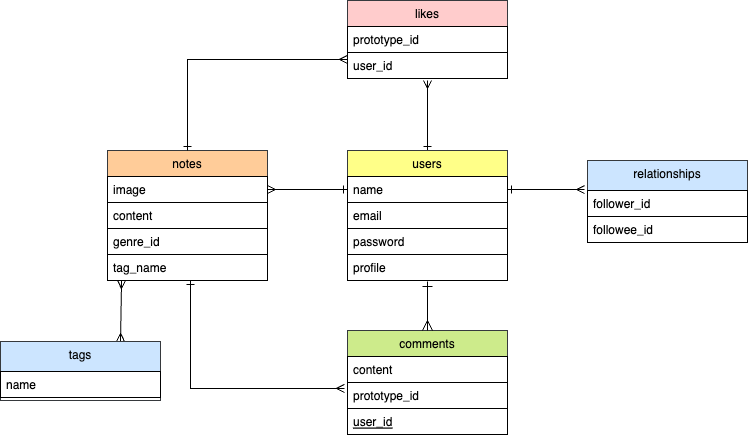 likes
prototype_id
user_id
notes
image
content
genre_id
tag_name
users
name
email
password
profile
relationships
follower_id
followee_id
tags
name
comments
content
prototype_id
user_id